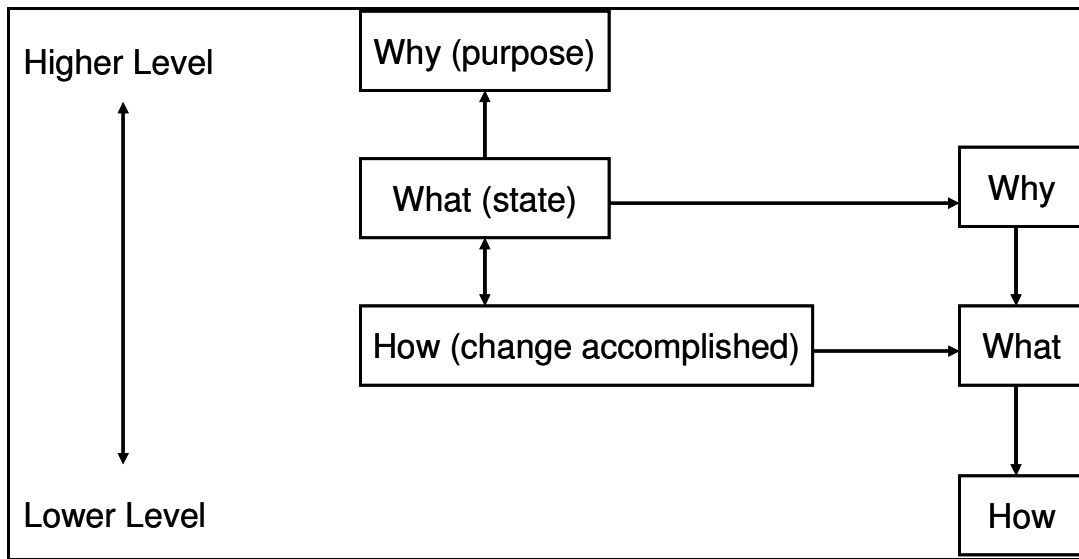 Higher Level
Why (purpose)
What (state)
Why
How (change accomplished)
What
Lower Level
How